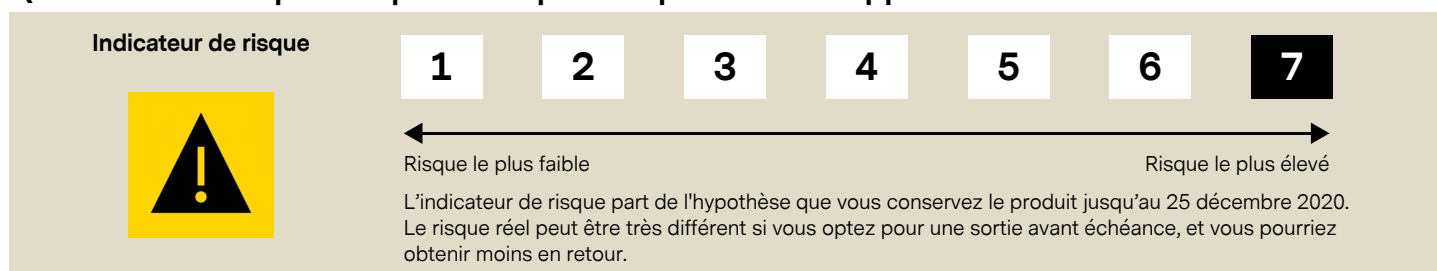 Indicateur de risque
1 2 3 4 5 6 7
Risque le plus faible Risque le plus élevé
L’indicateur de risque part de l'hypothèse que vous conservez le produit jusqu’au 25 décembre 2020.
Le risque réel peut être très différent si vous optez pour une sortie avant échéance, et vous pourriez
obtenir moins en retour.